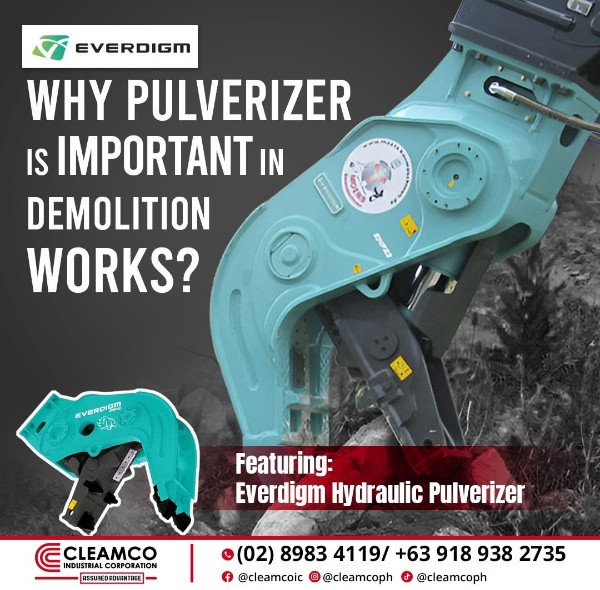 EVERDIGM
WHY PULVERIZER
IS IMPORTANT IN
DEMOLITION
WORKS?
EVERDIGM
EVERDIGM
Featuring:
Everdigm Hydraulic Pulverizer
CLEAMCO
INDUSTRIAL CORPORATION
ASSURED ADVANTAGE
(02) 8983 4119/ +63 918 938 2735
@cleamcoic @cleamcoph @cleamcoph